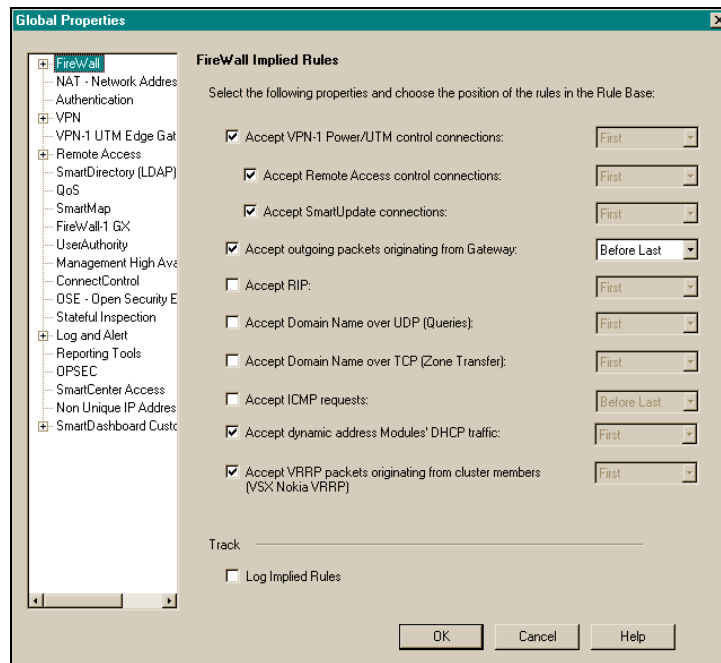 Global Properties
FireWall
NAT - Network Addres
Authentication
VPN
VPN-1 UTM Edge Gat
Remote Access
SmartDirectory (LDAP)
QoS
SmartMap
FireWall-1 GX
UserAuthority
Management High Ava
ConnectControl
OSE - Open Security E
Stateful Inspection
Log and Alert
Reporting Tools
OPSEC
SmartCenter Access
Non Unique IP Addres
SmartDashboard Custo
FireWall Implied Rules
Select the following properties and choose the position of the rules in the Rule Base:
Accept VPN-1 Power/UTM control connections: First
Accept Remote Access control connections: First
Accept SmartUpdate connections: First
Accept outgoing packets originating from Gateway: Before Last
Accept RIP: First
Accept Domain Name over UDP (Queries): First
Accept Domain Name over TCP (Zone Transfer): First
Accept ICMP requests: Before Last
Accept dynamic address Modules' DHCP traffic: First
Accept VRRP packets originating from cluster members First
(VSX Nokia VRRP)
Track
Log Implied Rules
OK Cancel Help